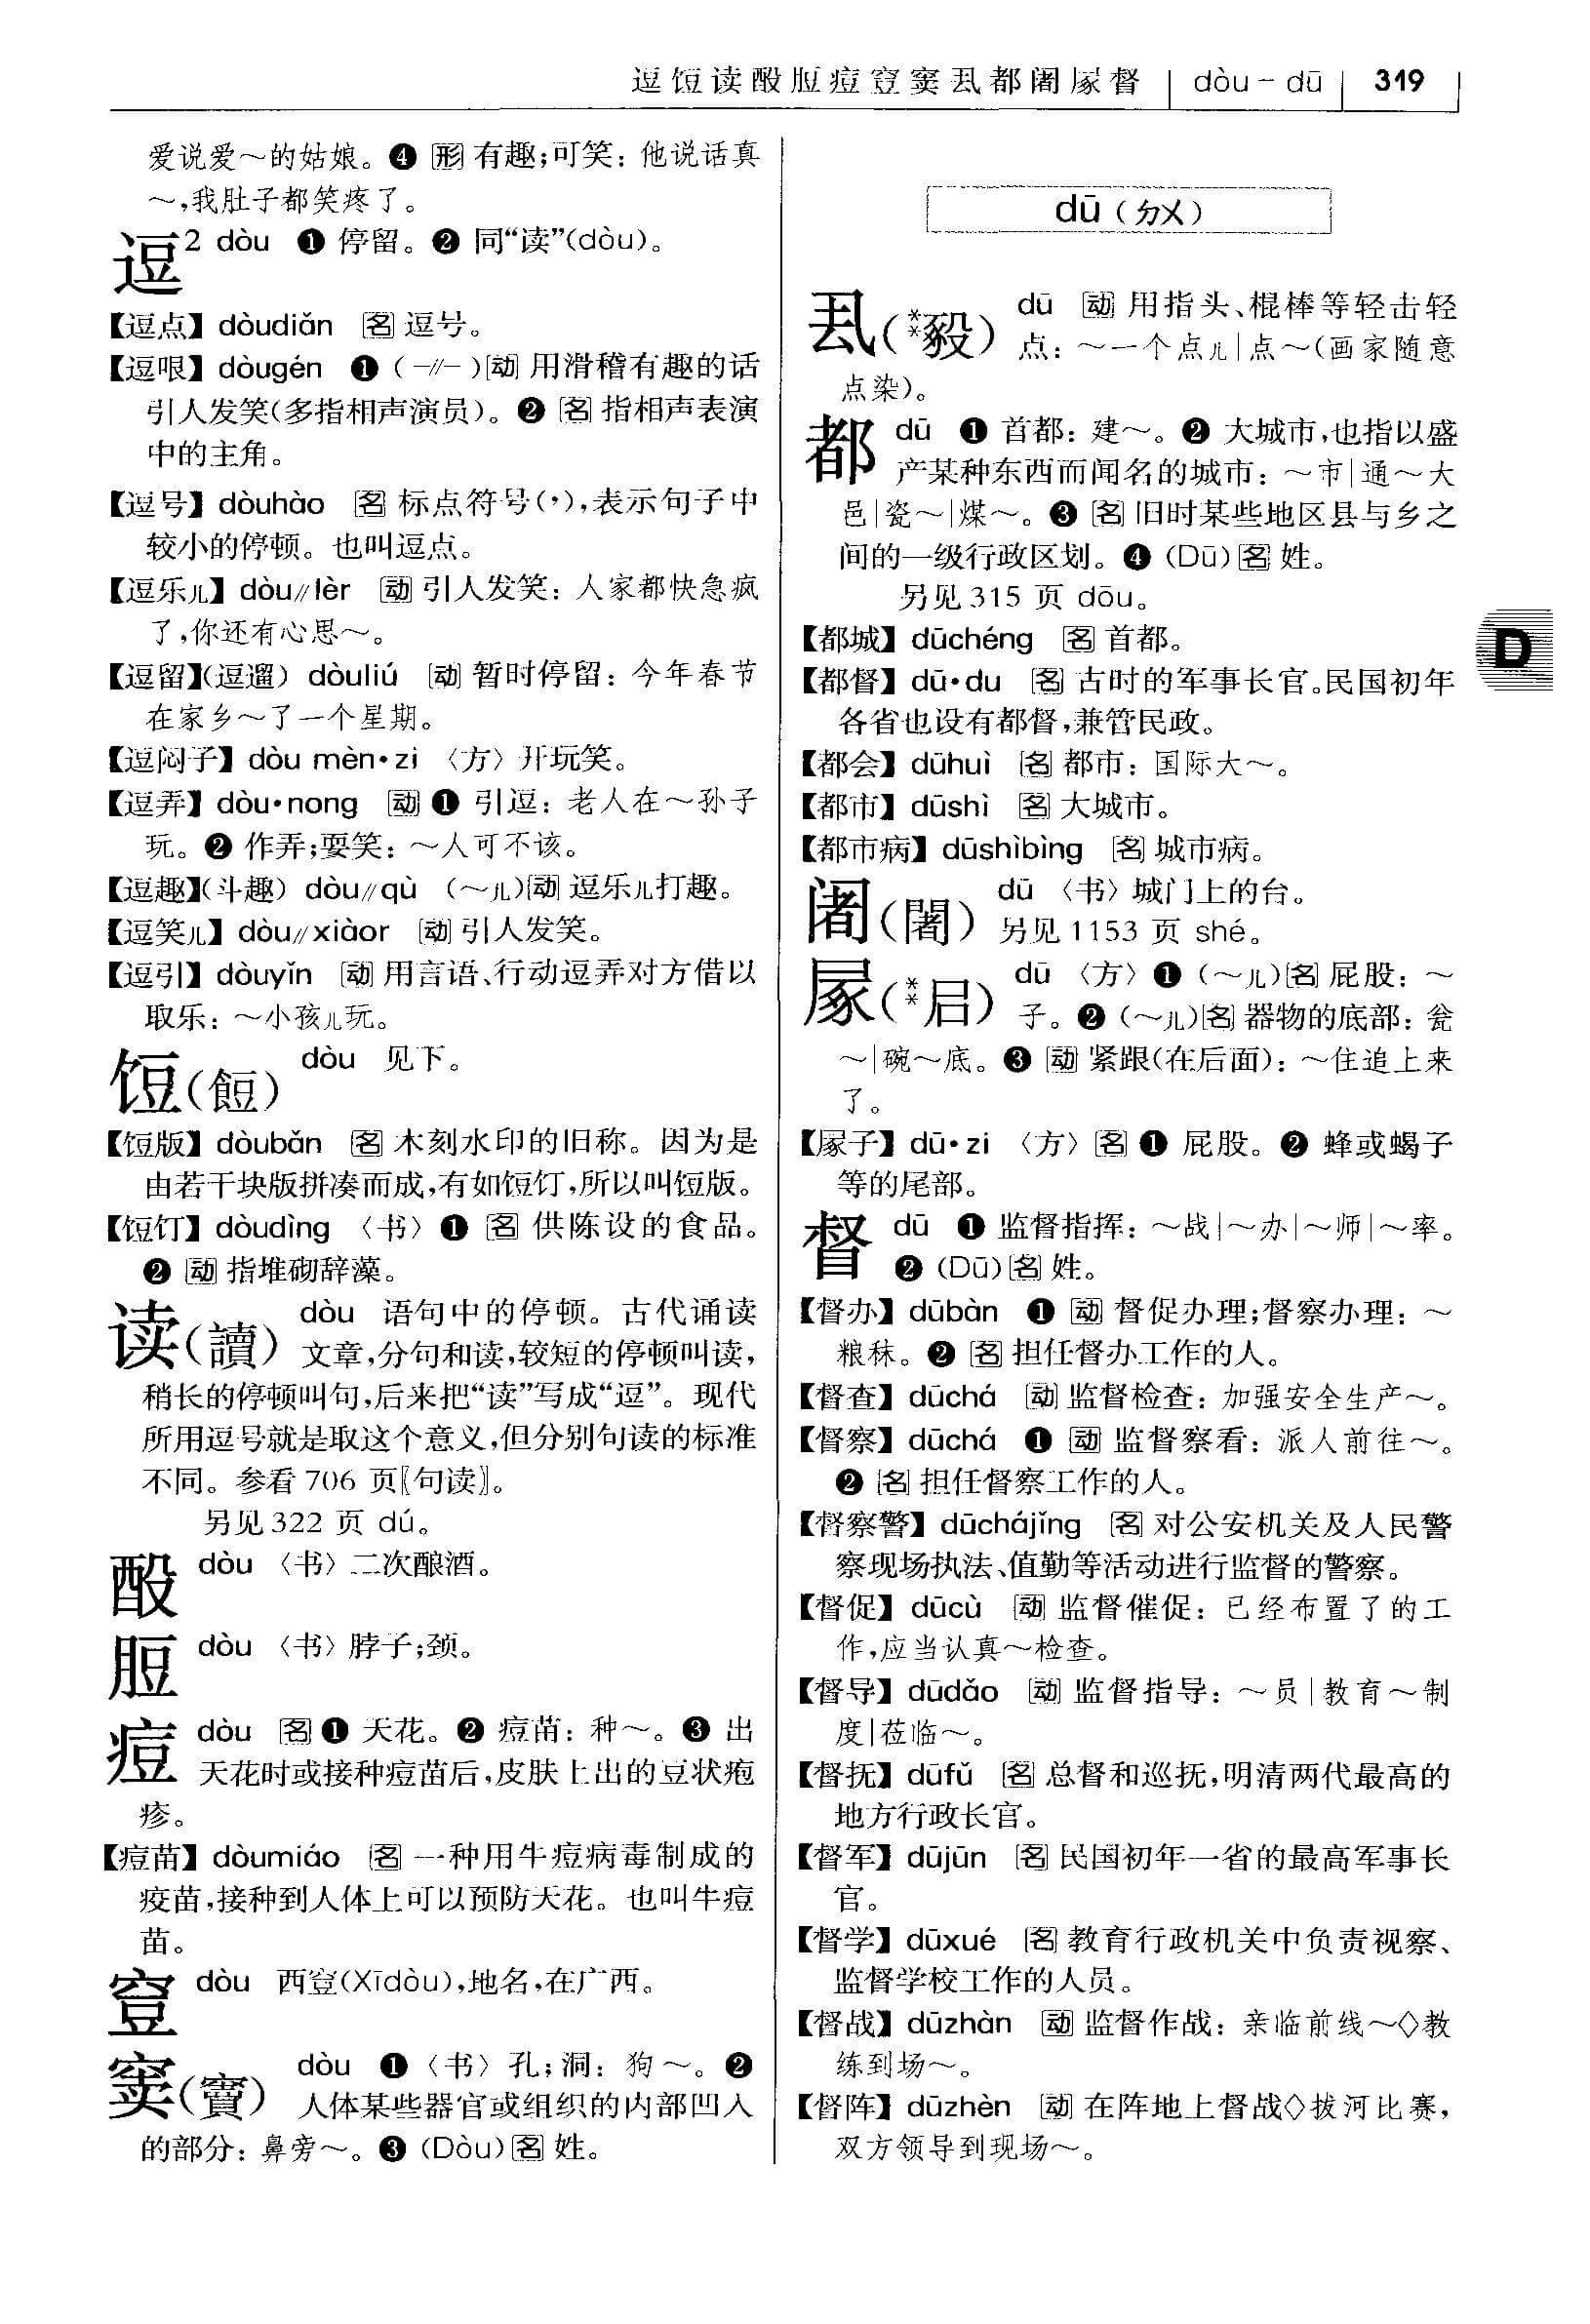 逗饾读酘脰痘䇺窦㞘都阇㞘督 dòu－dū 319
爱说爱～的姑娘。❹ 形 有趣;可笑：他说话真
～,我肚子都笑疼了。
逗² dòu ❶ 停留。❷ 同“读”(dòu)。
【逗点】dòudiǎn 名 逗号。
【逗哏】dòugén ❶ (－//－)动 用滑稽有趣的话
引人发笑(多指相声演员)。❷ 名 指相声表演
中的主角。
【逗号】dòuhào 名 标点符号(,),表示句子中
较小的停顿。也叫逗点。
【逗乐儿】dòu//lèr 动 引人发笑：人家都快急疯
了,你还有心思～。
【逗留】(逗遛) dòuliú 动 暂时停留：今年春节
在家乡～了一个星期。
【逗闷子】dòu mèn·zi 〈方〉开玩笑。
【逗弄】dòu·nong 动 ❶ 引逗：老人在～孙子
玩。❷ 作弄;耍笑：～人可不该。
【逗趣】(斗趣) dòu//qù (～儿)动 逗乐儿打趣。
【逗笑儿】dòu//xiàor 动 引人发笑。
【逗引】dòuyǐn 动 用言语、行动逗弄对方借以
取乐：～小孩儿玩。
饾(餖) dòu 见下。
【饾版】dòubǎn 名 木刻水印的旧称。因为是
由若干块版拼凑而成,有如饾饤,所以叫饾版。
【饾饤】dòudìng 〈书〉❶ 名 供陈设的食品。
❷ 动 指堆砌辞藻。
读(讀) dòu 语句中的停顿。古代诵读
文章,分句和读,较短的停顿叫读,
稍长的停顿叫句,后来把“读”写成“逗”。现代
所用逗号就是取这个意义,但分别句读的标准
不同。参看706 页〖句读〗。
另见322 页 dú。
酘 dòu 〈书〉二次酿酒。
脰 dòu 〈书〉脖子;颈。
痘 dòu 名 ❶ 天花。❷ 痘苗：种～。❸ 出
天花时或接种痘苗后,皮肤上出的豆状疱
疹。
【痘苗】dòumiáo 名 一种用牛痘病毒制成的
疫苗,接种到人体上可以预防天花。也叫牛痘
苗。
䇺 dòu 西䇺(Xīdòu),地名,在广西。
窦(竇) dòu ❶ 〈书〉孔;洞：狗～。❷
人体某些器官或组织的内部凹入
的部分：鼻旁～。❸ (Dòu)名 姓。
dū (ㄉㄨ)
dū 动 用指头、棍棒等轻击轻
点：～一个点儿|点～(画家随意
点染)。
都 dū ❶ 首都：建～。❷ 大城市,也指以盛
产某种东西而闻名的城市：～市|通～大
邑|瓷～|煤～。❸ 名 旧时某些地区县与乡之
间的一级行政区划。❹ (Dū)名 姓。
另见315 页 dōu。
【都城】dūchéng 名 首都。
【都督】dū·du 名 古时的军事长官。民国初年
各省也设有都督,兼管民政。
【都会】dūhuì 名 都市：国际大～。
【都市】dūshì 名 大城市。
【都市病】dūshìbìng 名 城市病。
阇(闍) dū 〈书〉城门上的台。
另见1153 页 shé。
dū 〈方〉❶ (～儿)名 屁股：～
子。❷ (～儿)名 器物的底部：瓮
～|碗～底。❸ 动 紧跟(在后面)：～住追上来
了。
dū·zi 〈方〉名 ❶ 屁股。❷ 蜂或蝎子
等的尾部。
督 dū ❶ 监督指挥：～战|～办|～师|～率。
❷ (Dū)名 姓。
【督办】dūbàn ❶ 动 督促办理;督察办理：～
粮秣。❷ 名 担任督办工作的人。
【督查】dūchá 动 监督检查：加强安全生产～。
【督察】dūchá ❶ 动 监督察看：派人前往～。
❷ 名 担任督察工作的人。
【督察警】dūchájǐng 名 对公安机关及人民警
察现场执法、值勤等活动进行监督的警察。
【督促】dūcù 动 监督催促：已经布置了的工
作,应当认真～检查。
【督导】dūdǎo 动 监督指导：～员|教育～制
度|莅临～。
【督抚】dūfǔ 名 总督和巡抚,明清两代最高的
地方行政长官。
【督军】dūjūn 名 民国初年一省的最高军事长
官。
【督学】dūxué 名 教育行政机关中负责视察、
监督学校工作的人员。
【督战】dūzhàn 动 监督作战：亲临前线～◇教
练到场～。
【督阵】dūzhèn 动 在阵地上督战◇拔河比赛,
双方领导到现场～。
D